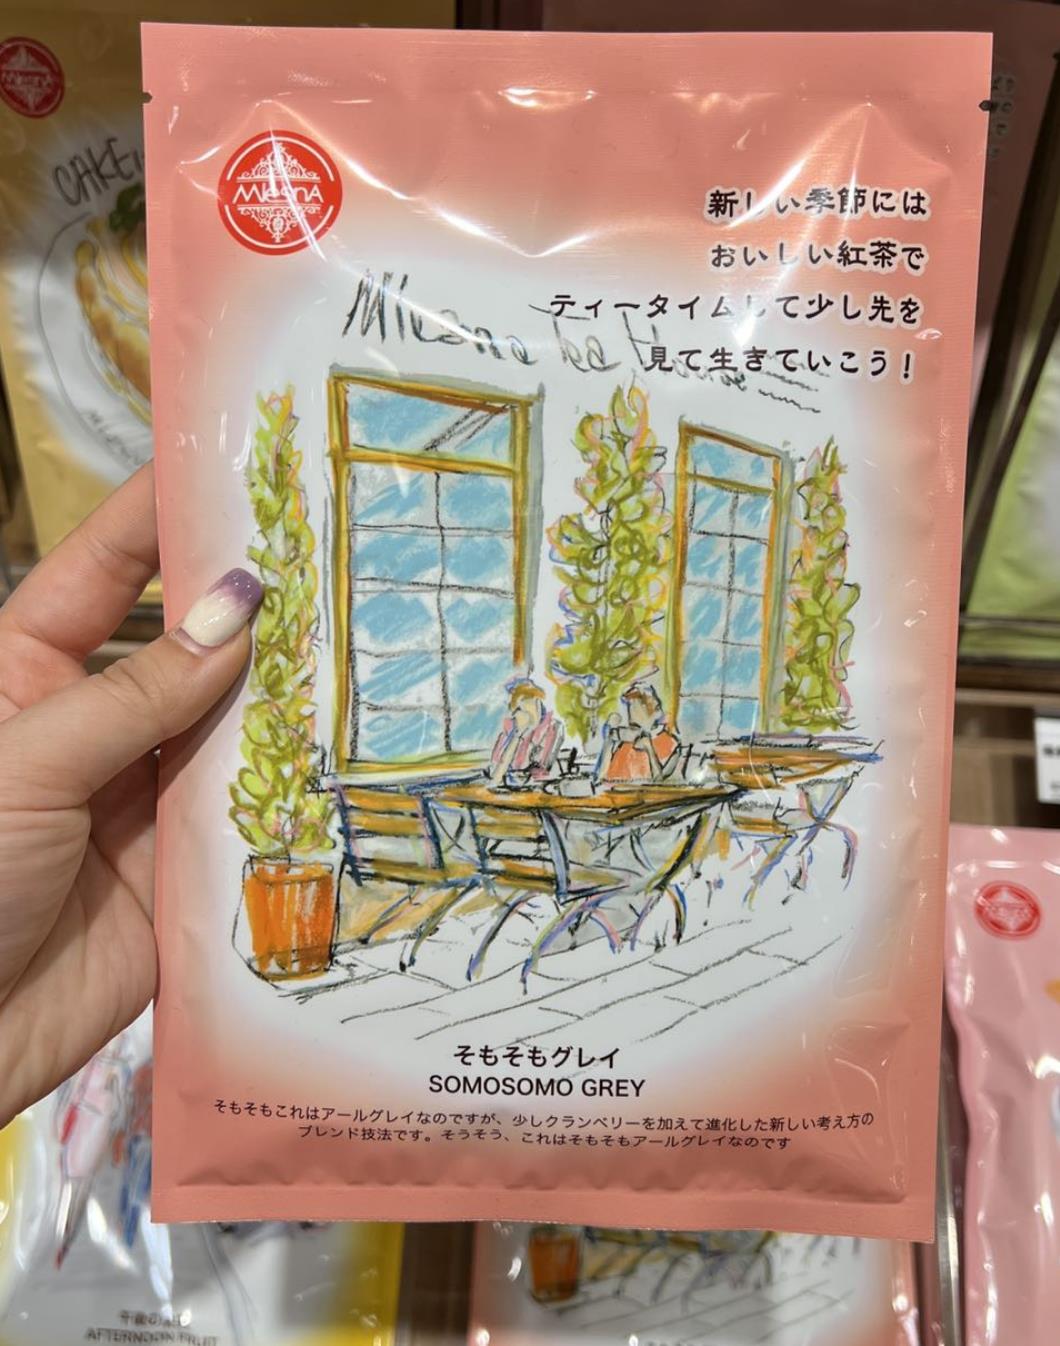 MlesnA
新しい季節には
おいしい紅茶で
ティータイムして少し先を
見て生きていこう！
Mlesna Tea House
そもそもグレイ
SOMOSOMO GREY
そもそもこれはアールグレイなのですが、少しクランベリーを加えて進化した新しい考え方の
ブレンド技法です。そうそう、これはそもそもアールグレイなのです
MlesnA
CAKE
MlesnA
AFTERNOON FRUIT